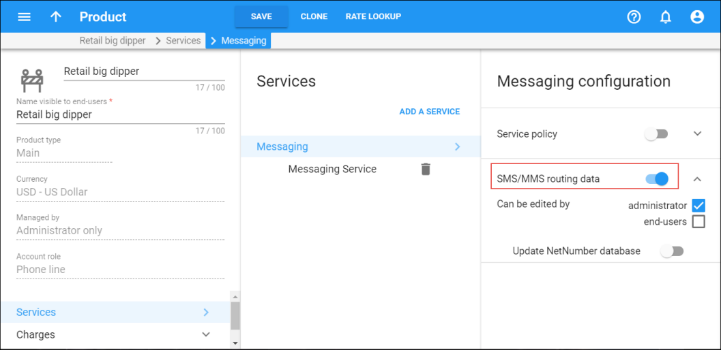 Product
SAVE
CLONE
RATE LOOKUP
Retail big dipper
Services
Messaging
Retail big dipper
17 / 100
Name visible to end-users *
Retail big dipper
17 / 100
Product type
Main
Currency
USD - US Dollar
Managed by
Administrator only
Account role
Phone line
Services
Charges
Services
ADD A SERVICE
Messaging
Messaging Service
Messaging configuration
Service policy
SMS/MMS routing data
Can be edited by
administrator
end-users
Update NetNumber database